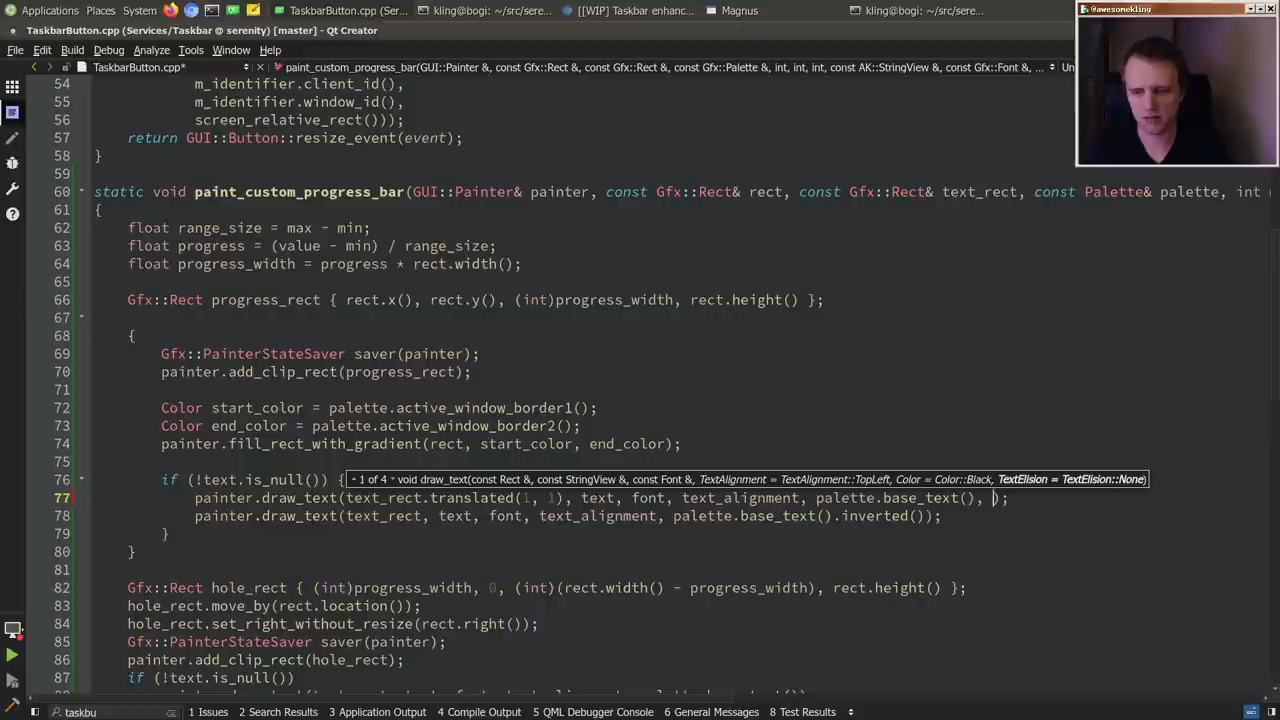 Applications Places System TaskbarButton.cpp (Ser... kling@bogi: ~/src/sere... [[WIP] Taskbar enhanc... Magnus kling@bogi: ~/src/sere...
@awesomekling
TaskbarButton.cpp (Services/Taskbar @ serenity) [master] - Qt Creator
File Edit Build Debug Analyze Tools Window Help
TaskbarButton.cpp* paint_custom_progress_bar(GUI::Painter &, const Gfx::Rect &, const Gfx::Rect &, const Gfx::Palette &, int, int, int, const AK::StringView &, const Gfx::Font &, ... Un
54 m_identifier.client_id(),
55 m_identifier.window_id(),
56 screen_relative_rect()));
57 return GUI::Button::resize_event(event);
58 }
59
60 static void paint_custom_progress_bar(GUI::Painter& painter, const Gfx::Rect& rect, const Gfx::Rect& text_rect, const Palette& palette, int
61 {
62 float range_size = max - min;
63 float progress = (value - min) / range_size;
64 float progress_width = progress * rect.width();
65
66 Gfx::Rect progress_rect { rect.x(), rect.y(), (int)progress_width, rect.height() };
67
68 {
69 Gfx::PainterStateSaver saver(painter);
70 painter.add_clip_rect(progress_rect);
71
72 Color start_color = palette.active_window_border1();
73 Color end_color = palette.active_window_border2();
74 painter.fill_rect_with_gradient(rect, start_color, end_color);
75
76 if (!text.is_null()) {
1 of 4 void draw_text(const Rect &, const StringView &, const Font &, TextAlignment = TextAlignment::TopLeft, Color = Color::Black, TextElision = TextElision::None)
77 painter.draw_text(text_rect.translated(1, 1), text, font, text_alignment, palette.base_text(), );
78 painter.draw_text(text_rect, text, font, text_alignment, palette.base_text().inverted());
79 }
80 }
81
82 Gfx::Rect hole_rect { (int)progress_width, 0, (int)(rect.width() - progress_width), rect.height() };
83 hole_rect.move_by(rect.location());
84 hole_rect.set_right_without_resize(rect.right());
85 Gfx::PainterStateSaver saver(painter);
86 painter.add_clip_rect(hole_rect);
87 if (!text.is_null())
taskbu 1 Issues 2 Search Results 3 Application Output 4 Compile Output 5 QML Debugger Console 6 General Messages 8 Test Results